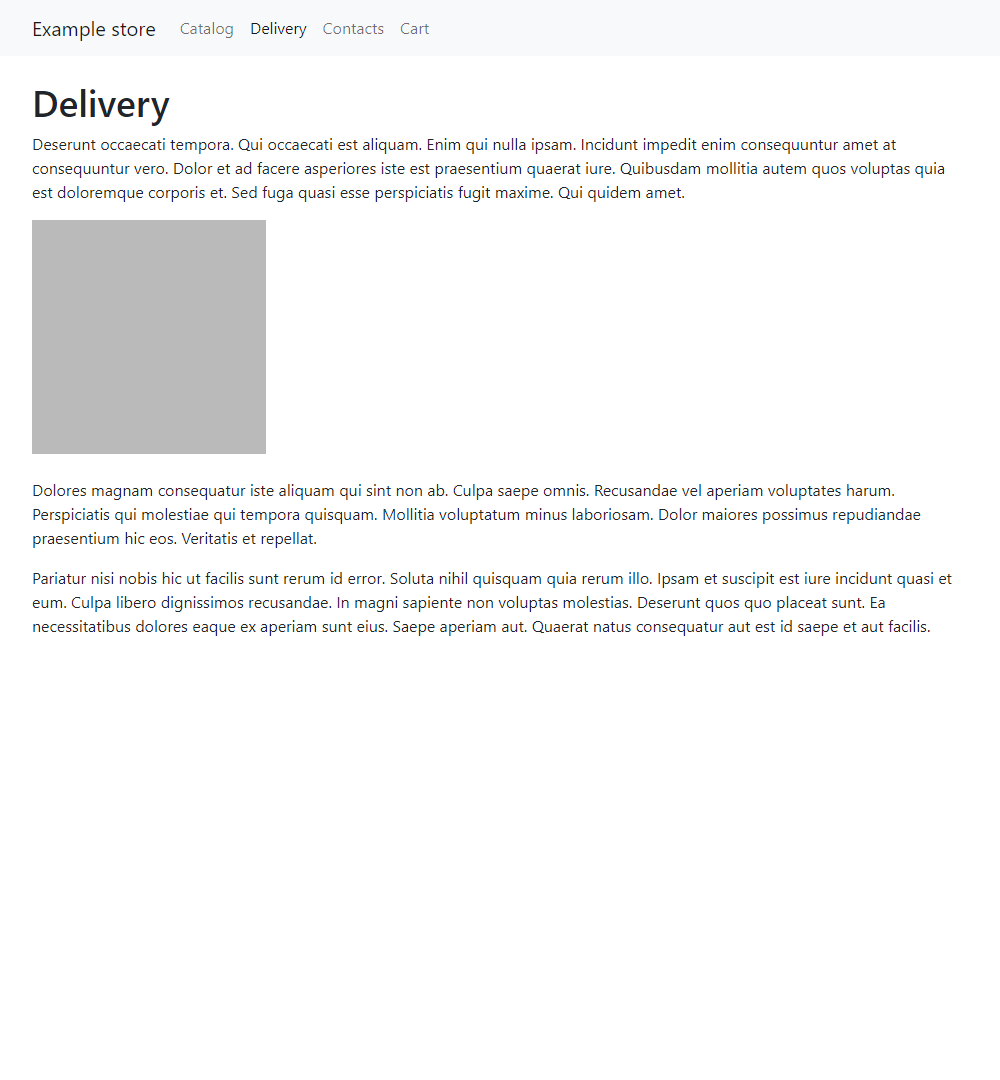 Example store Catalog Delivery Contacts Cart
Delivery
Deserunt occaecati tempora. Qui occaecati est aliquam. Enim qui nulla ipsam. Incidunt impedit enim consequuntur amet at
consequuntur vero. Dolor et ad facere asperiores iste est praesentium quaerat iure. Quibusdam mollitia autem quos voluptas quia
est doloremque corporis et. Sed fuga quasi esse perspiciatis fugit maxime. Qui quidem amet.
Dolores magnam consequatur iste aliquam qui sint non ab. Culpa saepe omnis. Recusandae vel aperiam voluptates harum.
Perspiciatis qui molestiae qui tempora quisquam. Mollitia voluptatum minus laboriosam. Dolor maiores possimus repudiandae
praesentium hic eos. Veritatis et repellat.
Pariatur nisi nobis hic ut facilis sunt rerum id error. Soluta nihil quisquam quia rerum illo. Ipsam et suscipit est iure incidunt quasi et
eum. Culpa libero dignissimos recusandae. In magni sapiente non voluptas molestias. Deserunt quos quo placeat sunt. Ea
necessitatibus dolores eaque ex aperiam sunt eius. Saepe aperiam aut. Quaerat natus consequatur aut est id saepe et aut facilis.